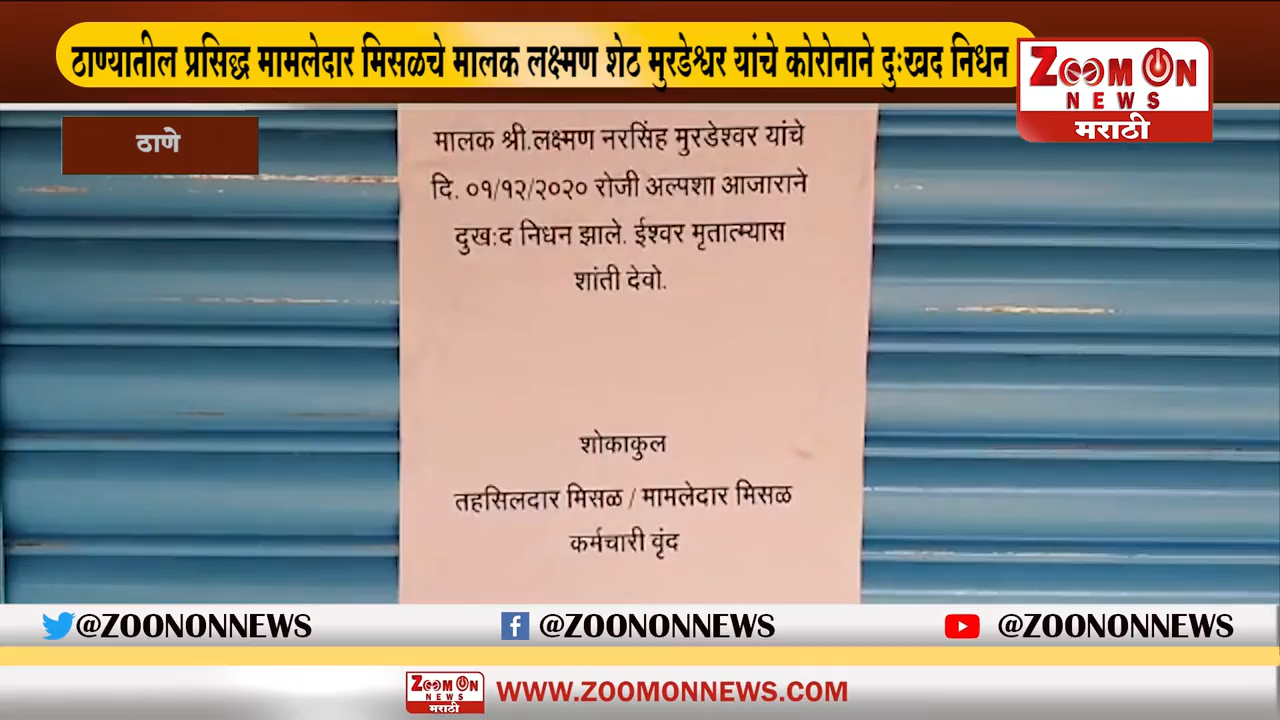 ठाण्यातील प्रसिद्ध मामलेदार मिसळचे मालक लक्ष्मण शेठ मुरडेश्वर यांचे कोरोनाने दुःखद निधन
ZOOM ON
NEWS
मराठी
ठाणे
मालक श्री.लक्ष्मण नरसिंह मुरडेश्वर यांचे
दि. ०१/१२/२०२० रोजी अल्पशा आजाराने
दुख:द निधन झाले. ईश्वर मृतात्म्यास
शांती देवो.
शोकाकुल
तहसिलदार मिसळ / मामलेदार मिसळ
कर्मचारी वृंद
@ZOONONNEWS @ZOONONNEWS @ZOONONNEWS
ZOOM ON
NEWS
मराठी
WWW.ZOOMONNEWS.COM